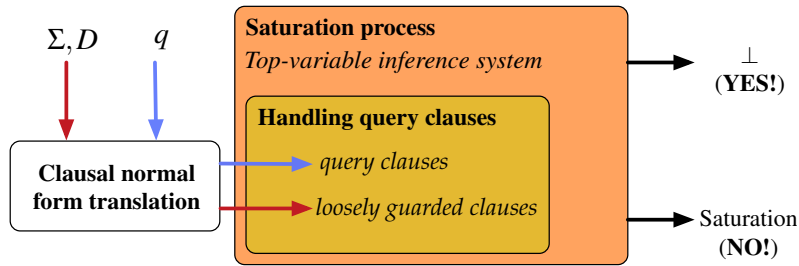 Σ, D
q
Clausal normal
form translation
Saturation process
Top-variable inference system
Handling query clauses
query clauses
loosely guarded clauses
⊥
(YES!)
Saturation
(NO!)